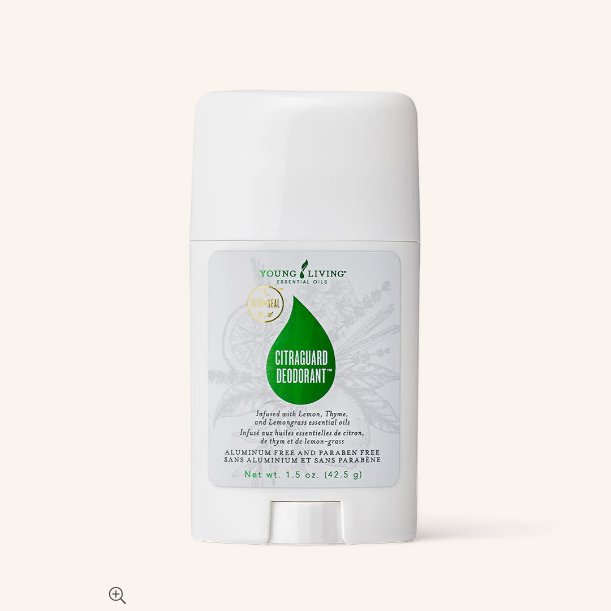 YOUNG LIVING®
ESSENTIAL OILS
SEAL
CITRAGUARD
DEODORANT™
Infused with Lemon, Thyme,
and Lemongrass essential oils
Infusé aux huiles essentielles de citron,
de thym et de lemon-grass
ALUMINUM FREE AND PARABEN FREE
SANS ALUMINIUM ET SANS PARABÈNE
Net wt. 1.5 oz. (42.5 g)